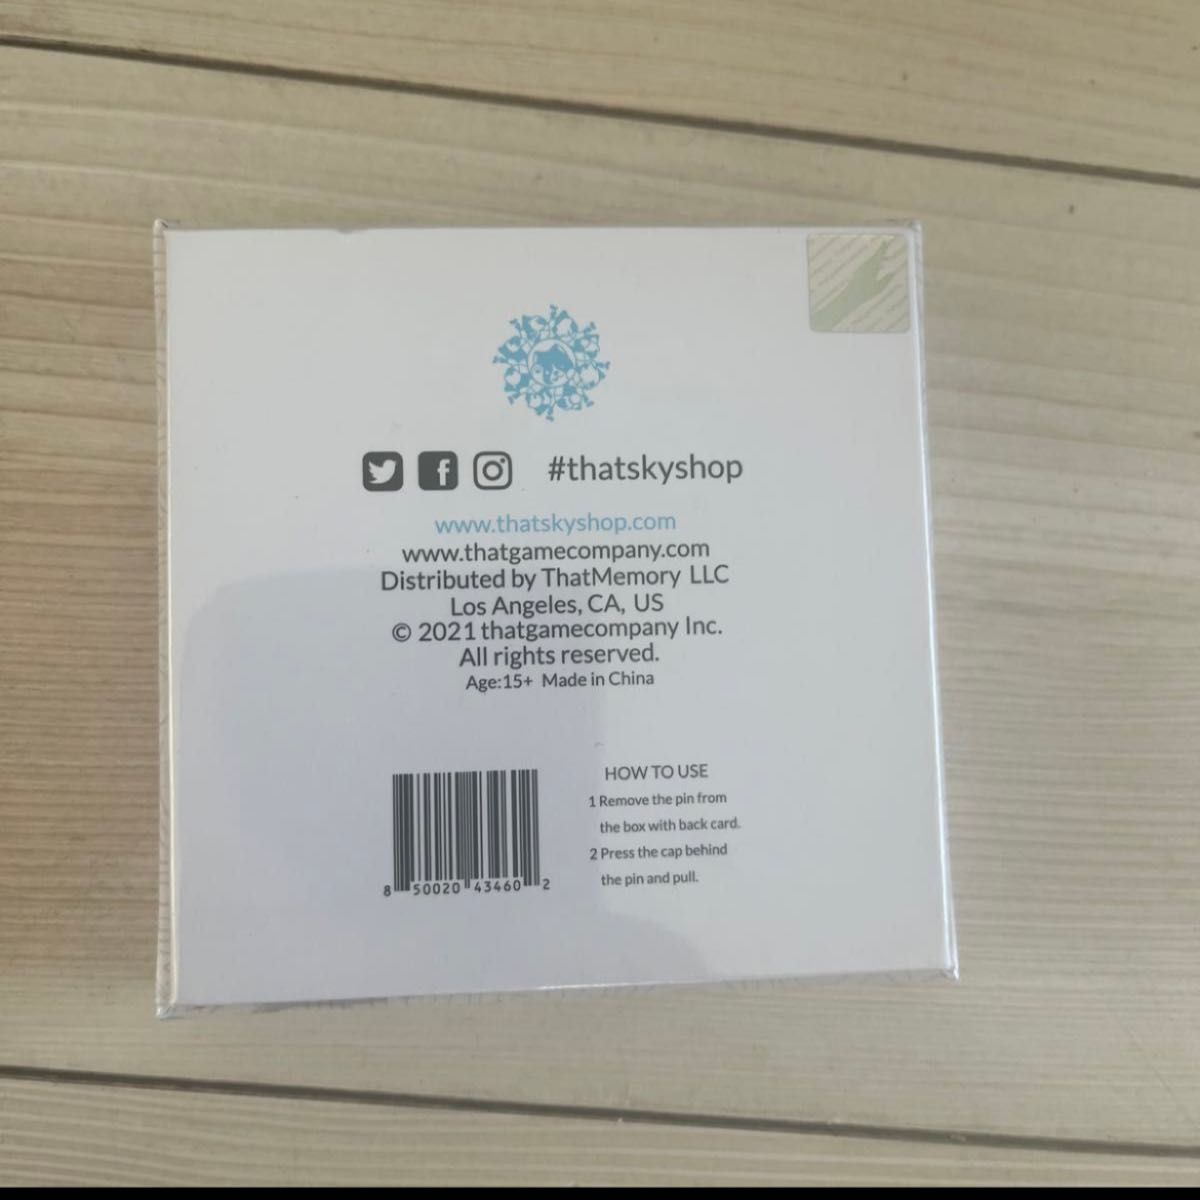 #thatskyshop
www.thatskyshop.com
www.thatgamecompany.com
Distributed by ThatMemory LLC
Los Angeles, CA, US
© 2021 thatgamecompany Inc.
All rights reserved.
Age:15+ Made in China
HOW TO USE
1 Remove the pin from
the box with back card.
2 Press the cap behind
the pin and pull.
8 50020 43460 2